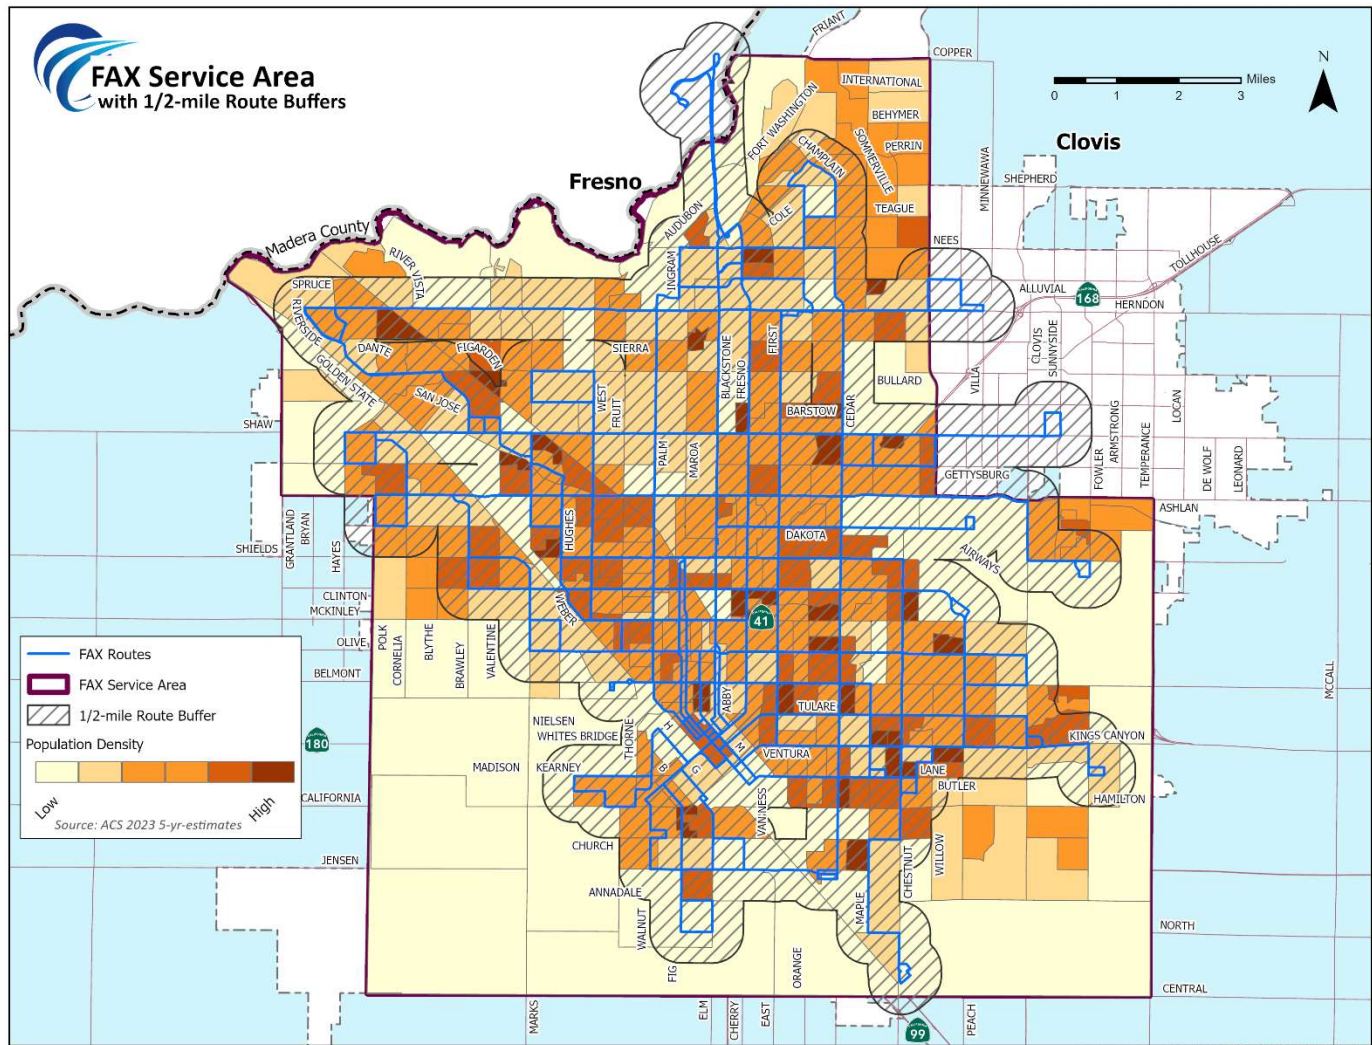 FAX Service Area
with 1/2-mile Route Buffers
FRIANT
COPPER
INTERNATIONAL
BEHYMER
PERRIN
FORT WASHINGTON
SOMMERVILLE
CHAMPLAIN
TEAGUE
COLE
AUDUBON
NEES
INGRAM
0 1 2 3 Miles
N
Clovis
Fresno
Madera County
MINNEWAWA
SHEPHERD
TOLLHOUSE
ALLUVIAL
168
HERNDON
RIVER VISTA
SPRUCE
RIVERSIDE
DANTE
FIGARDEN
SIERRA
GOLDEN STATE
SAN JOSE
WEST
FRUIT
BLACKSTONE
FRESNO
FIRST
BARSTOW
CEDAR
BULLARD
VILLIA
CLOVIS
SUNNYSIDE
SHAW
PALM
MAROA
GETTYSBURG
FOWLER
ARMSTRONG
TEMPERANCE
LOCAN
DE WOLF
LEONARD
ASHLAN
GRANTLAND
BRYAN
HAYES
SHIELDS
HUGHES
DAKOTA
AIRWAYS
CLINTON
MCKINLEY
WEBER
41
OLIVE
BELMONT
POLK
CORNELIA
BLYTHE
BRAWLEY
VALENTINE
ABBY
TULARE
MCCALL
FAX Routes
FAX Service Area
1/2-mile Route Buffer
Population Density
Low
High
Source: ACS 2023 5-yr-estimates
180
NIELSEN
WHITES BRIDGE
THORNE
H
M
B
G
VENTURA
KINGS CANYON
MADISON
KEARNEY
LANE
BUTLER
CALIFORNIA
HAMILTON
VAN NESS
CHURCH
JENSEN
CHESTNUT
WILLOW
ANNADALE
MAPLE
WALNUT
NORTH
FIG
ORANGE
CENTRAL
MARKS
ELM
CHERRY
EAST
99
PEACH